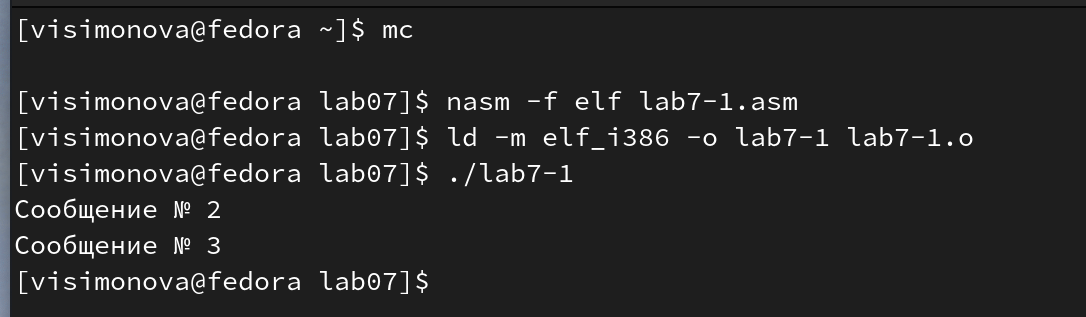 [visimonova@fedora ~]$ mc
[visimonova@fedora lab07]$ nasm -f elf lab7-1.asm
[visimonova@fedora lab07]$ ld -m elf_i386 -o lab7-1 lab7-1.o
[visimonova@fedora lab07]$ ./lab7-1
Сообщение № 2
Сообщение № 3
[visimonova@fedora lab07]$